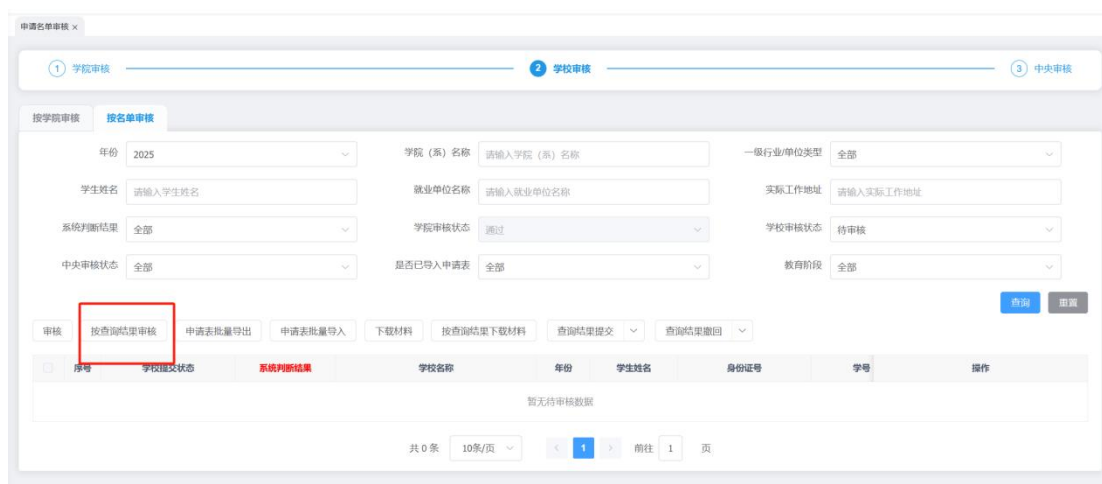 申请名单审核 ×
1 学院审核 2 学校审核 3 中央审核
按学院审核 按名单审核
年份 2025 学院（系）名称 请输入学院（系）名称 一级行业/单位类型 全部
学生姓名 请输入学生姓名 就业单位名称 请输入就业单位名称 实际工作地址 请输入实际工作地址
系统判断结果 全部 学院审核状态 通过 学校审核状态 待审核
中央审核状态 全部 是否已导入申请表 全部 教育阶段 全部
查询 重置
审核 按查询结果审核 申请表批量导出 申请表批量导入 下载材料 按查询结果下载材料 查询结果提交 查询结果撤回
序号 学校提交状态 系统判断结果 学校名称 年份 学生姓名 身份证号 学号 操作
暂无待审核数据
共 0 条 10条/页 1 前往 1 页